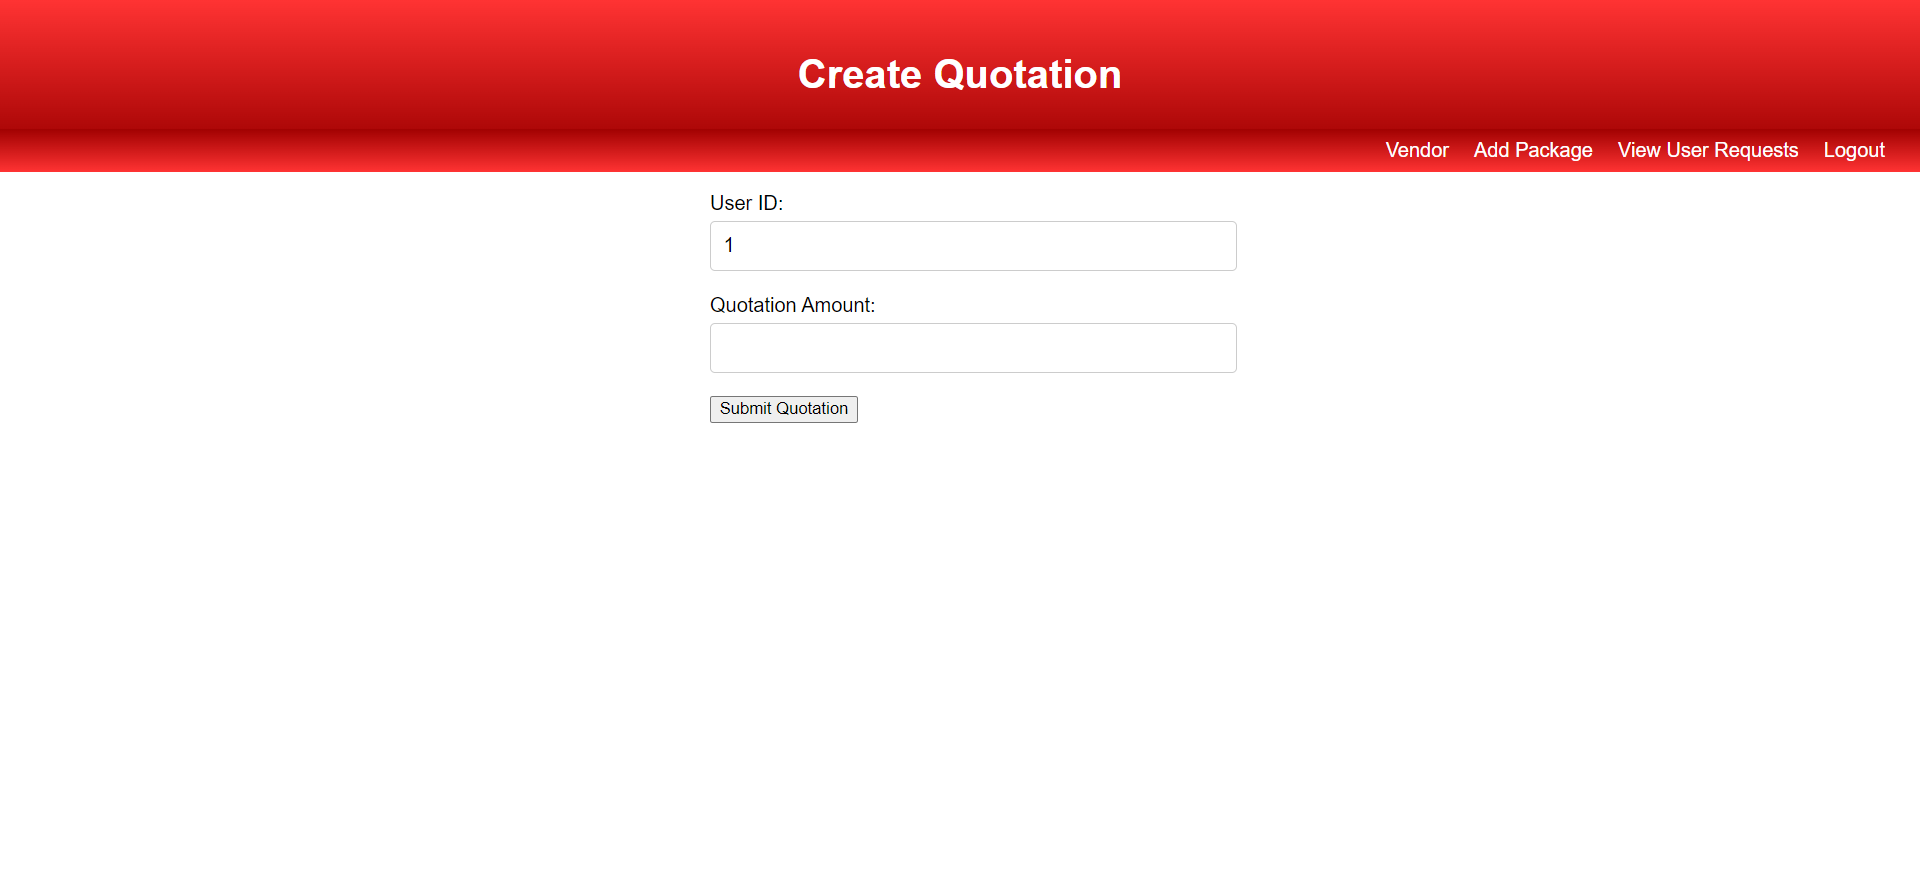 Create Quotation
Vendor Add Package View User Requests Logout
User ID:
1
Quotation Amount:
Submit Quotation